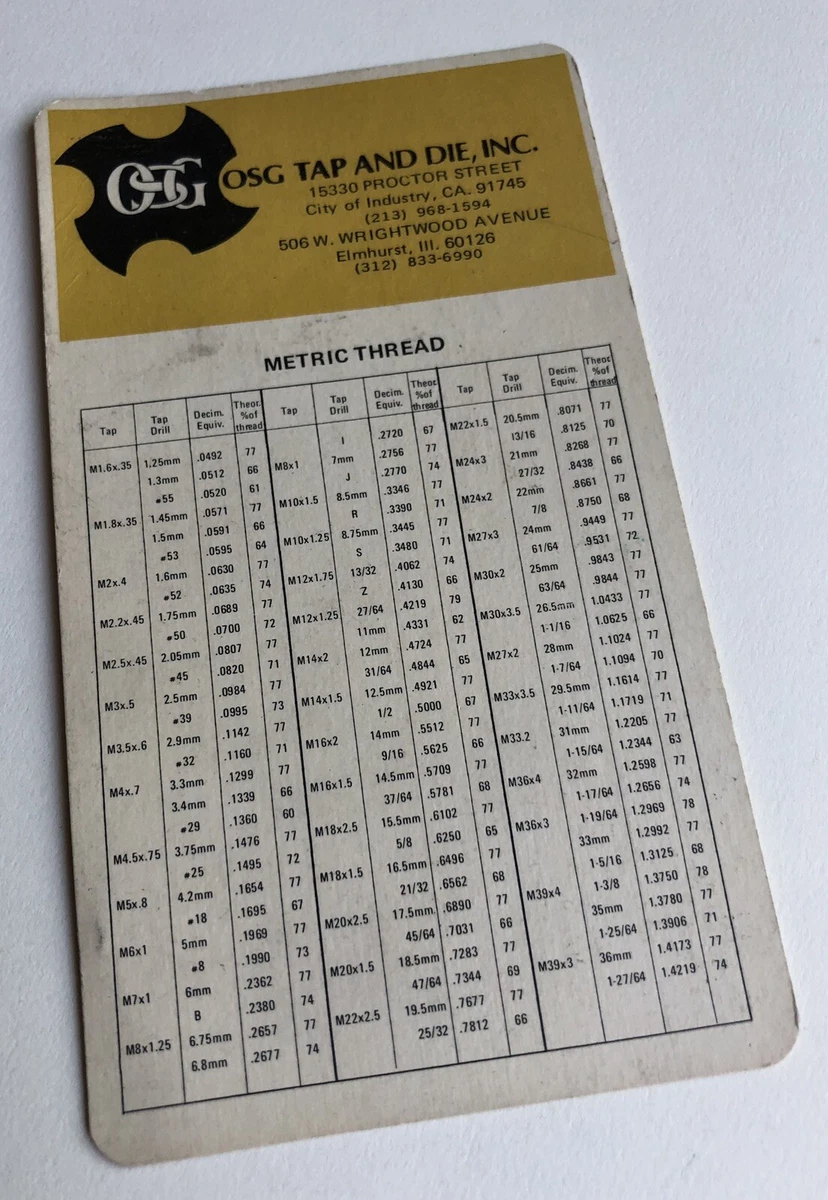 OSG
OSG TAP AND DIE, INC.
15330 PROCTOR STREET
City of Industry, CA. 91745
(213) 968-1594
506 W. WRIGHTWOOD AVENUE
Elmhurst, Ill. 60126
(312) 833-6990
METRIC THREAD
Tap Tap Drill Decim. Equiv. Theor. %of thread
M1.6x.35 1.25mm .0492 77
1.3mm .0512 66
#55 .0520 61
M1.8x.35 1.45mm .0571 77
1.5mm .0591 66
#53 .0595 64
M2x.4 1.6mm .0630 77
#52 .0635 74
M2.2x.45 1.75mm .0689 77
#50 .0700 72
M2.5x.45 2.05mm .0807 77
#45 .0820 71
M3x.5 2.5mm .0984 77
#39 .0995 73
M3.5x.6 2.9mm .1142 77
#32 .1160 71
M4x.7 3.3mm .1299 77
3.4mm .1339 66
#29 .1360 60
M4.5x.75 3.75mm .1476 77
#25 .1495 72
M5x.8 4.2mm .1654 77
#18 .1695 67
M6x1 5mm .1969 77
#8 .1990 73
M7x1 6mm .2362 77
B .2380 74
M8x1.25 6.75mm .2657 77
6.8mm .2677 74
Tap Tap Drill Decim. Equiv. Theor. %of thread
I .2720 67
M8x1 7mm .2756 77
J .2770 74
M10x1.5 8.5mm .3346 77
R .3390 71
M10x1.25 8.75mm .3445 77
S .3480 71
M12x1.75 13/32 .4062 74
Z .4130 66
M12x1.25 27/64 .4219 79
11mm .4331 62
M14x2 12mm .4724 77
31/64 .4844 65
M14x1.5 12.5mm .4921 77
1/2 .5000 67
M16x2 14mm .5512 77
9/16 .5625 66
M16x1.5 14.5mm .5709 77
37/64 .5781 68
M18x2.5 15.5mm .6102 77
5/8 .6250 65
M18x1.5 16.5mm .6496 77
21/32 .6562 68
M20x2.5 17.5mm .6890 77
45/64 .7031 66
M20x1.5 18.5mm .7283 77
47/64 .7344 69
M22x2.5 19.5mm .7677 77
25/32 .7812 66
Tap Tap Drill Decim. Equiv. Theor. %of thread
M22x1.5 20.5mm .8071 77
13/16 .8125 70
M24x3 21mm .8268 77
27/32 .8438 66
M24x2 22mm .8661 77
7/8 .8750 68
M27x3 24mm .9449 77
61/64 .9531 72
M30x2 25mm .9843 77
63/64 .9844 77
M30x3.5 26.5mm 1.0433 77
1-1/16 1.0625 66
M27x2 28mm 1.1024 77
1-7/64 1.1094 70
M33x3.5 29.5mm 1.1614 77
1-11/64 1.1719 71
M33.2 31mm 1.2205 77
1-15/64 1.2344 63
M36x4 32mm 1.2598 77
1-17/64 1.2656 74
M36x3 1-19/64 1.2969 78
33mm 1.2992 77
1-5/16 1.3125 68
M39x4 1-3/8 1.3750 78
35mm 1.3780 77
1-25/64 1.3906 71
M39x3 36mm 1.4173 77
1-27/64 1.4219 74